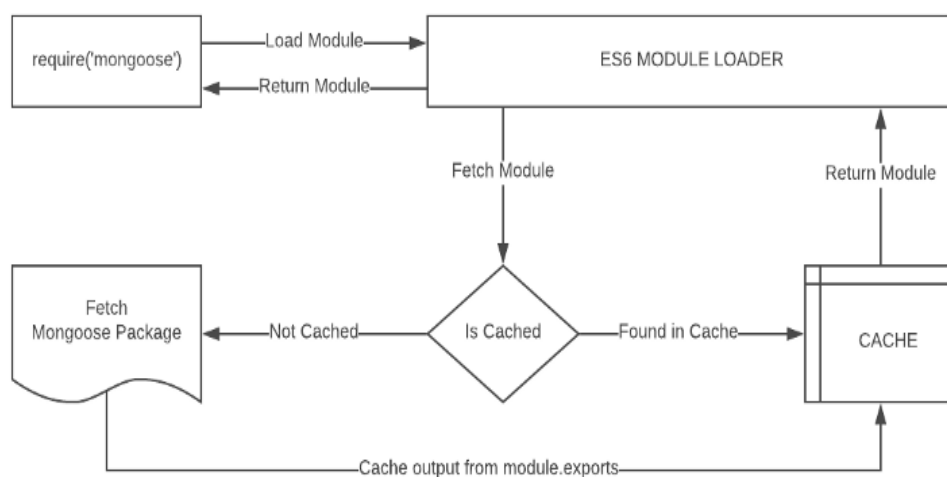 require('mongoose')
Load Module
Return Module
ES6 MODULE LOADER
Fetch Module
Return Module
Fetch
Mongoose Package
Not Cached
Is Cached
Found in Cache
CACHE
Cache output from module.exports